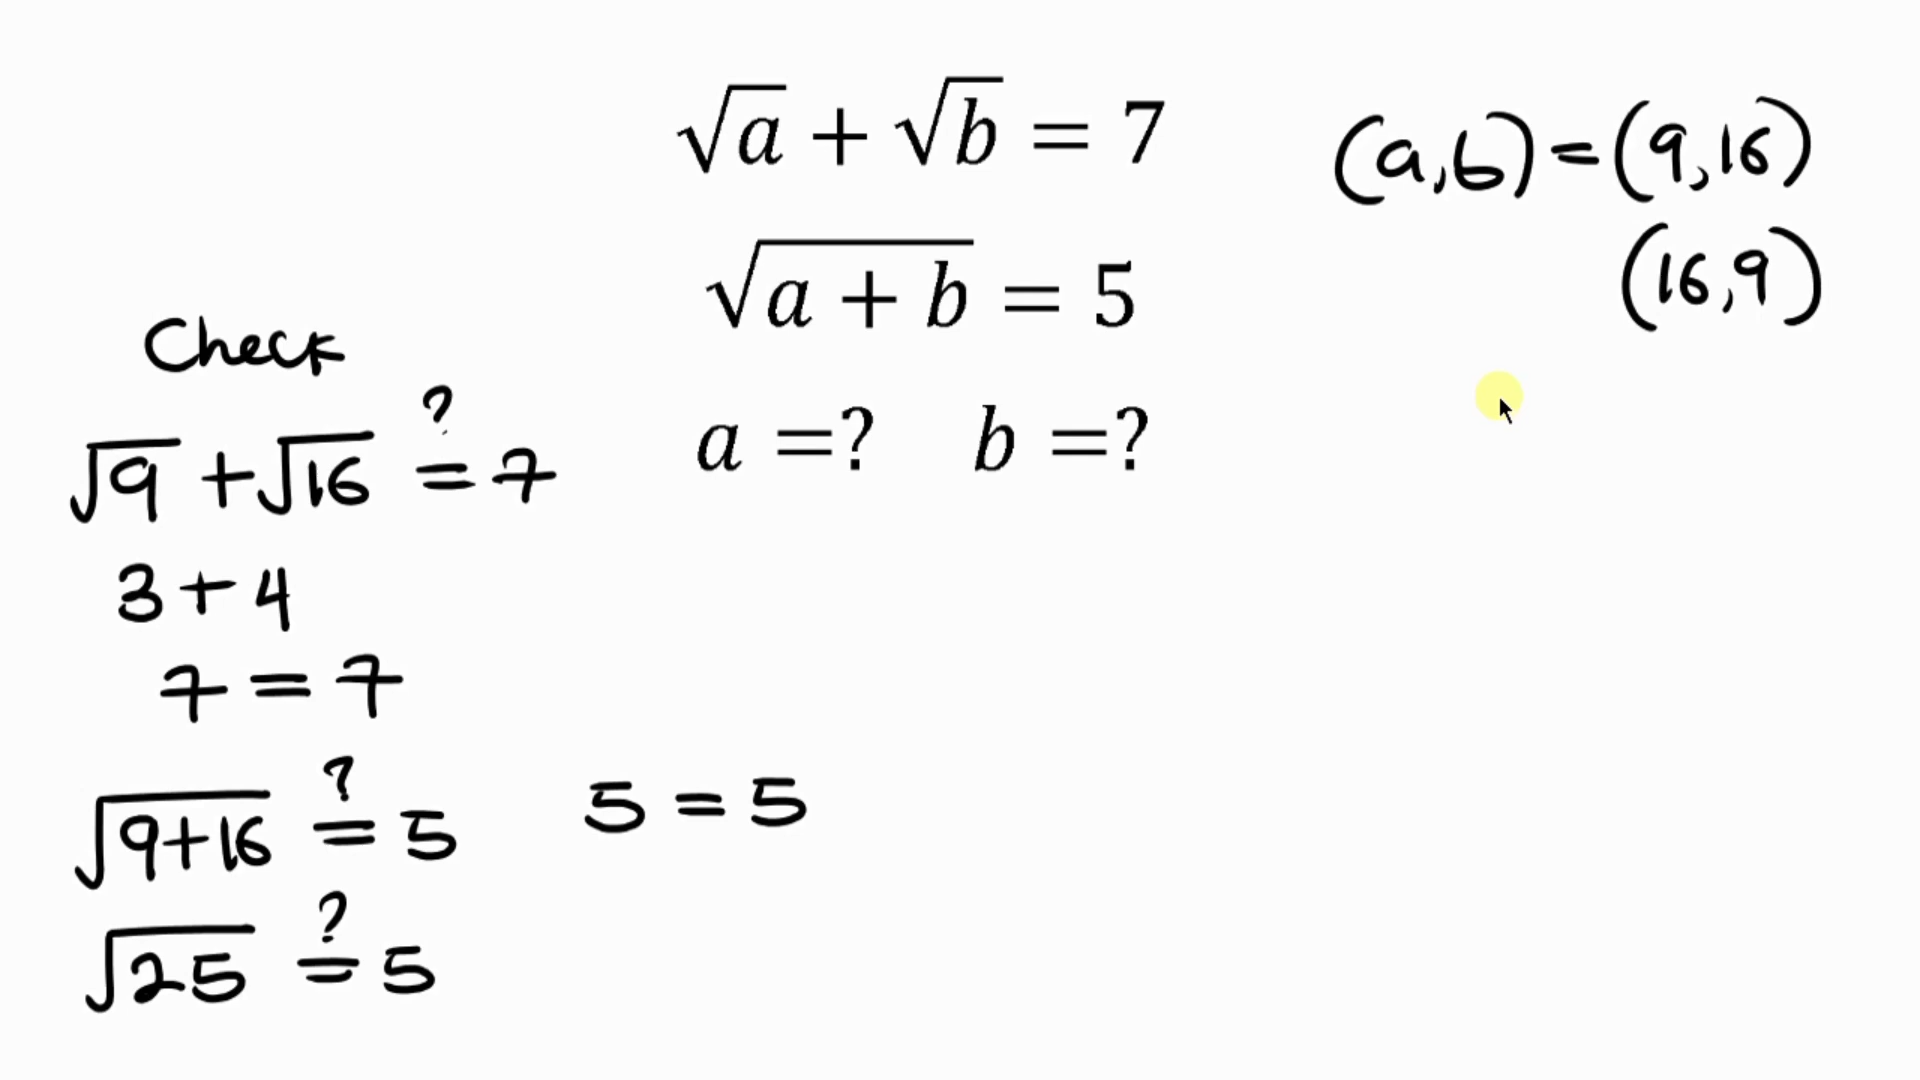 √a + √b = 7
√(a + b) = 5
a =? b =?
(a,b) = (9,16)
(16,9)
Check
√9 + √16 ?= 7
3 + 4
7 = 7
√(9+16) ?= 5
5 = 5
√25 ?= 5